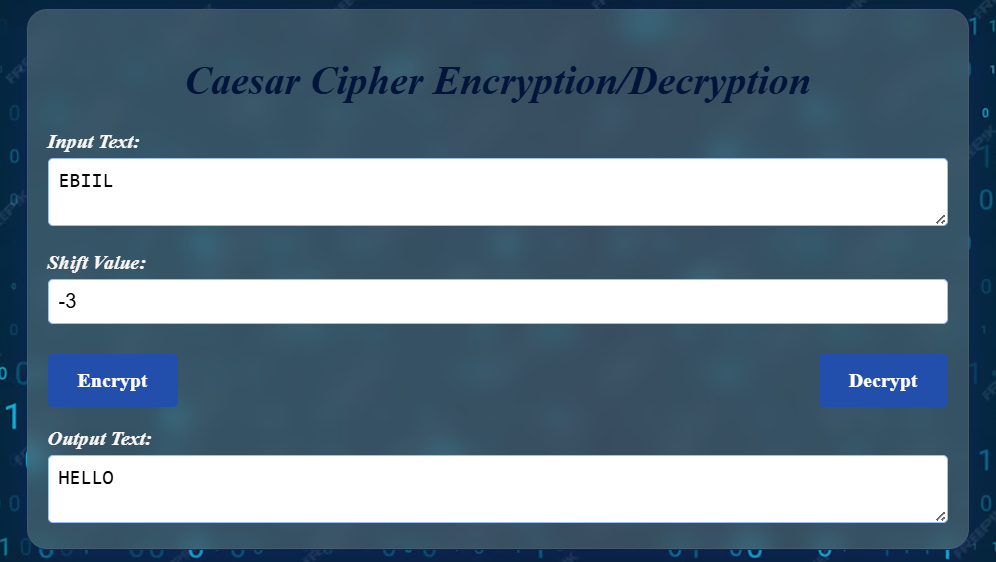 Caesar Cipher Encryption/Decryption
Input Text:
EBIIL
Shift Value:
-3
Encrypt
Decrypt
Output Text:
HELLO